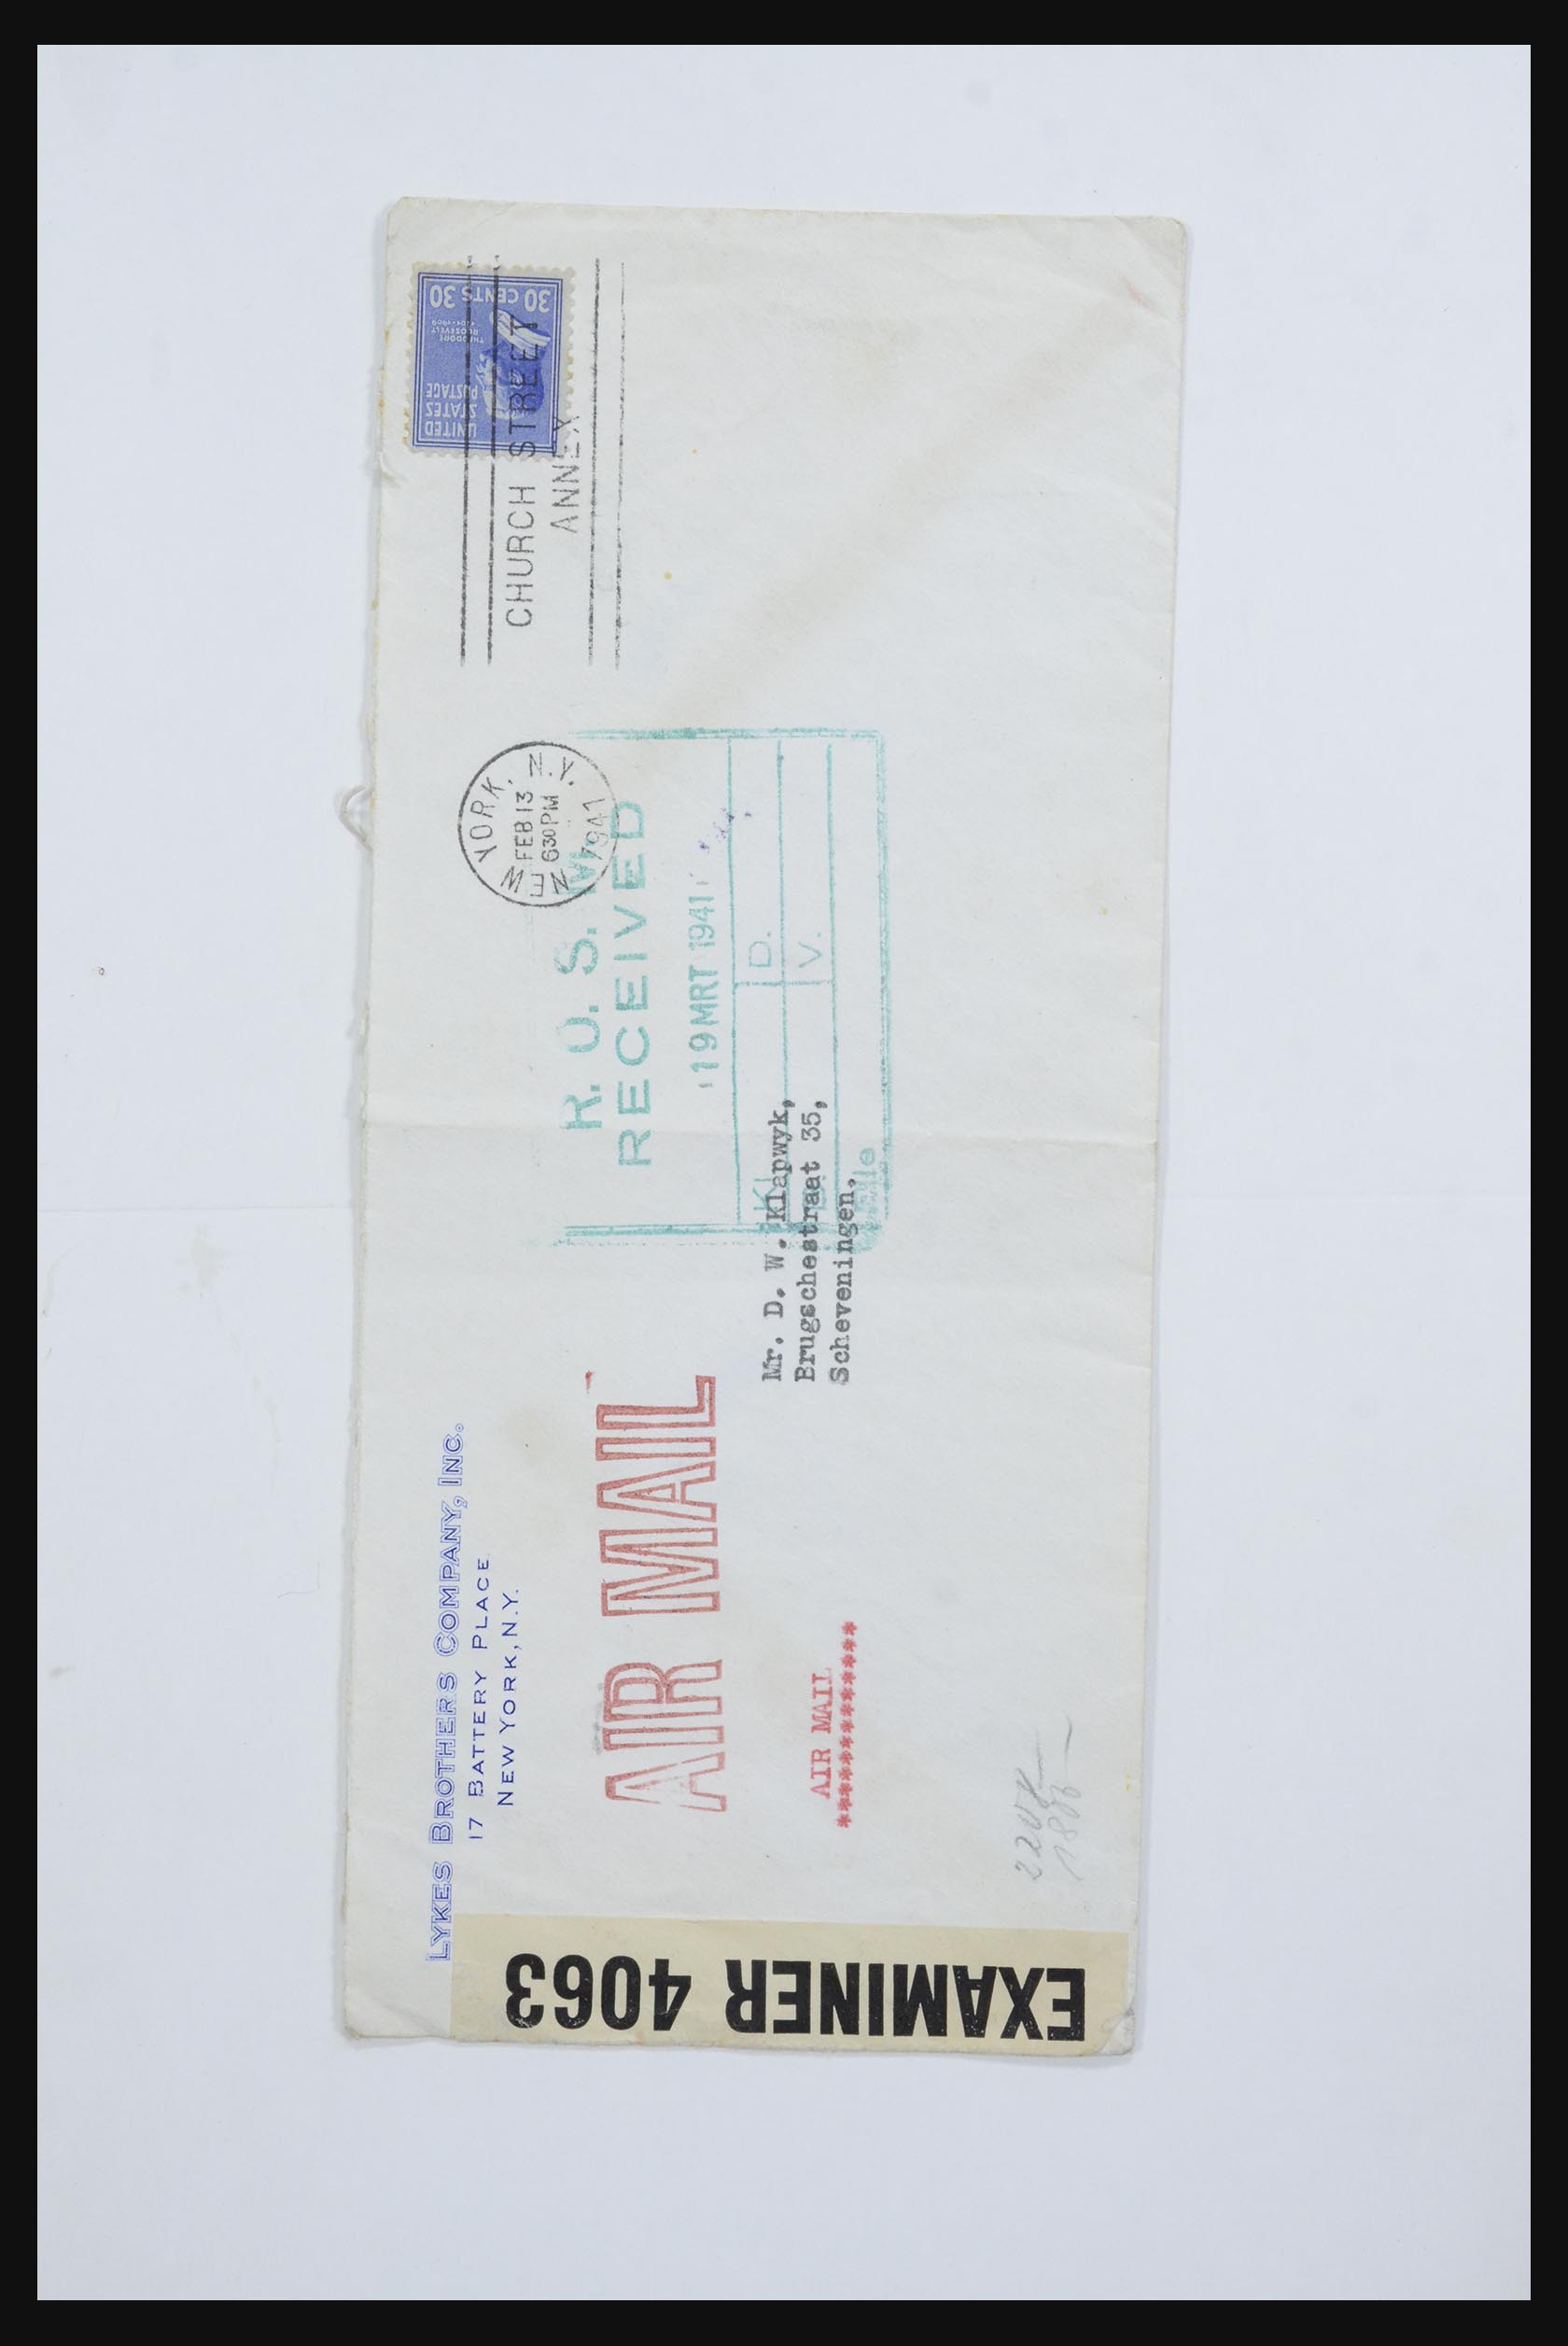 LYKES BROTHERS COMPANY, INC.
17 BATTERY PLACE
NEW YORK, N.Y.
NEW YORK, N.Y.
FEB 13
6 30 PM
1941
CHURCH STREET
ANNEX
UNITED
STATES
POSTAGE
THEODORE
ROOSEVELT
30 CENTS 30
AIR MAIL
R. O. S. M.
RECEIVED
19 MRT 1941
D.
V.
Mr. D. W. Klapwyk,
Brugschestraat 35,
Scheveningen,
AIR MAIL
*****************
EXAMINER 4063